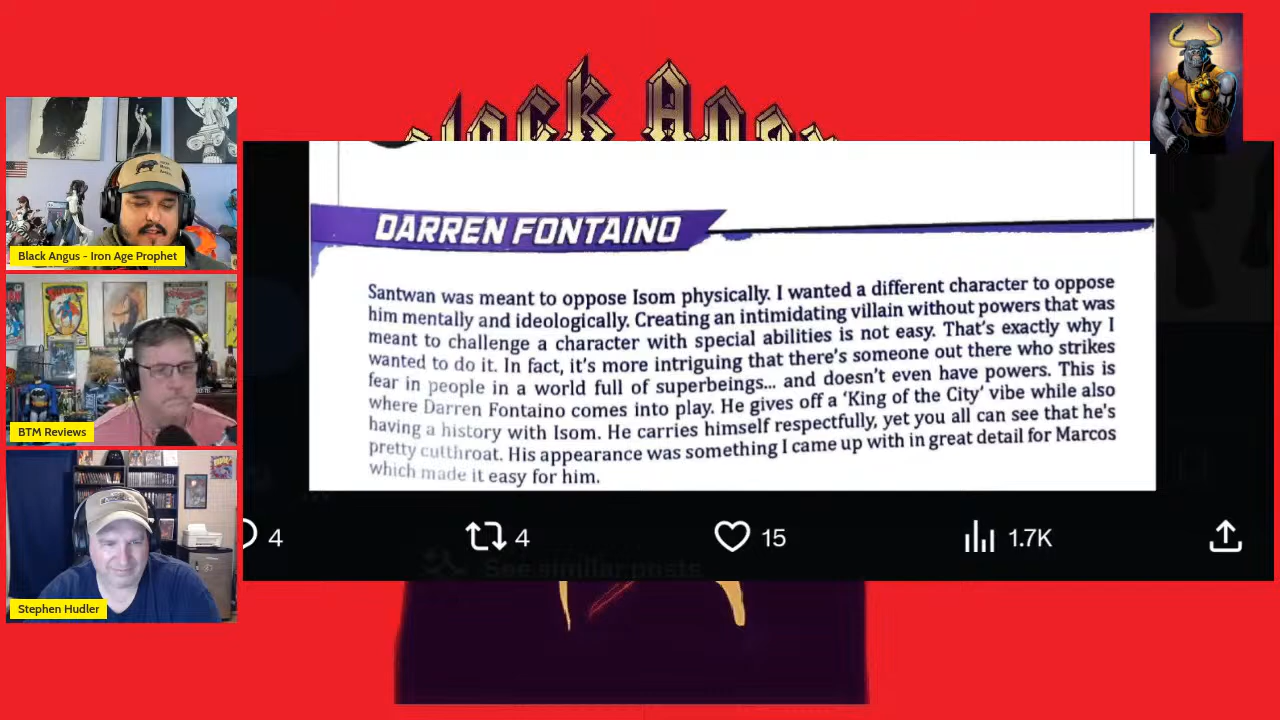 Black Angus
Black Angus - Iron Age Prophet
BTM Reviews
Stephen Hudler
DARREN FONTAINO
Santwan was meant to oppose Isom physically. I wanted a different character to oppose
him mentally and ideologically. Creating an intimidating villain without powers that was
meant to challenge a character with special abilities is not easy. That's exactly why I
wanted to do it. In fact, it's more intriguing that there's someone out there who strikes
fear in people in a world full of superbeings... and doesn't even have powers. This is
where Darren Fontaino comes into play. He gives off a 'King of the City' vibe while also
having a history with Isom. He carries himself respectfully, yet you all can see that he's
pretty cutthroat. His appearance was something I came up with in great detail for Marcos
which made it easy for him.
4 4 15 1.7K
See similar posts